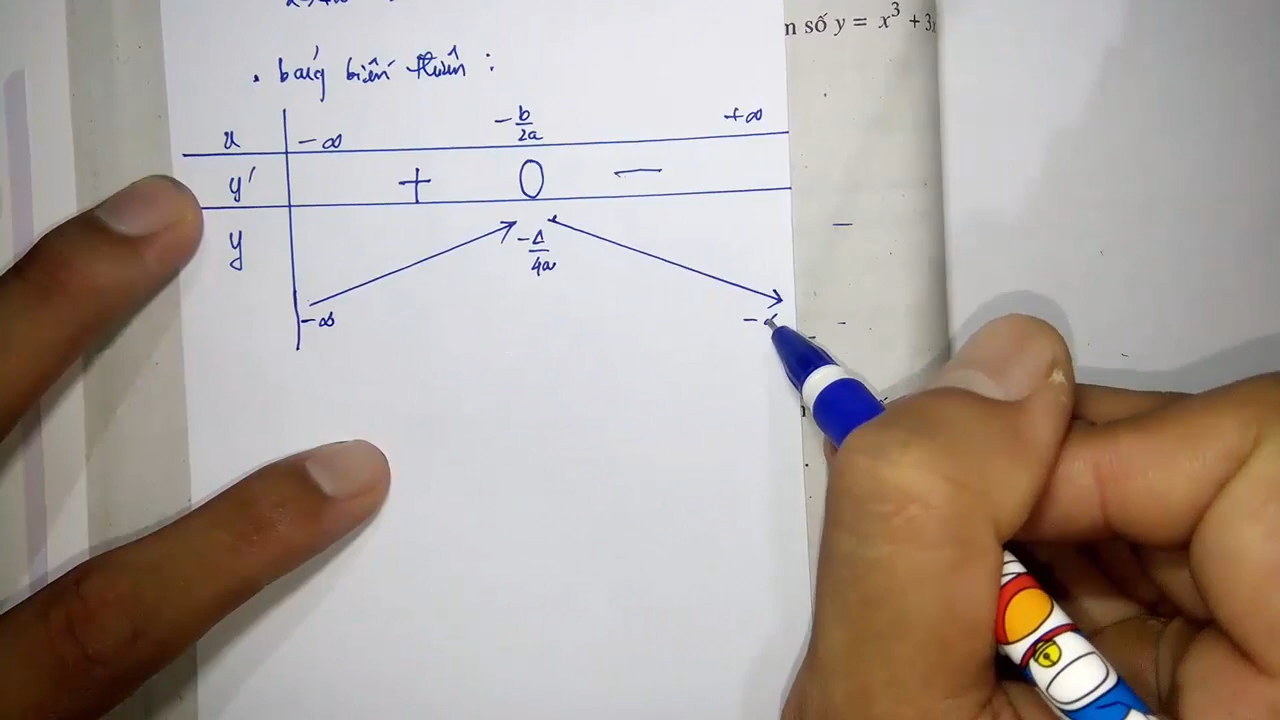 n số y = x³ + 3x
. bảng biến thiên :
x -∞ -b/2a +∞
y' + 0 -
y -Δ/4a
-∞ -∞